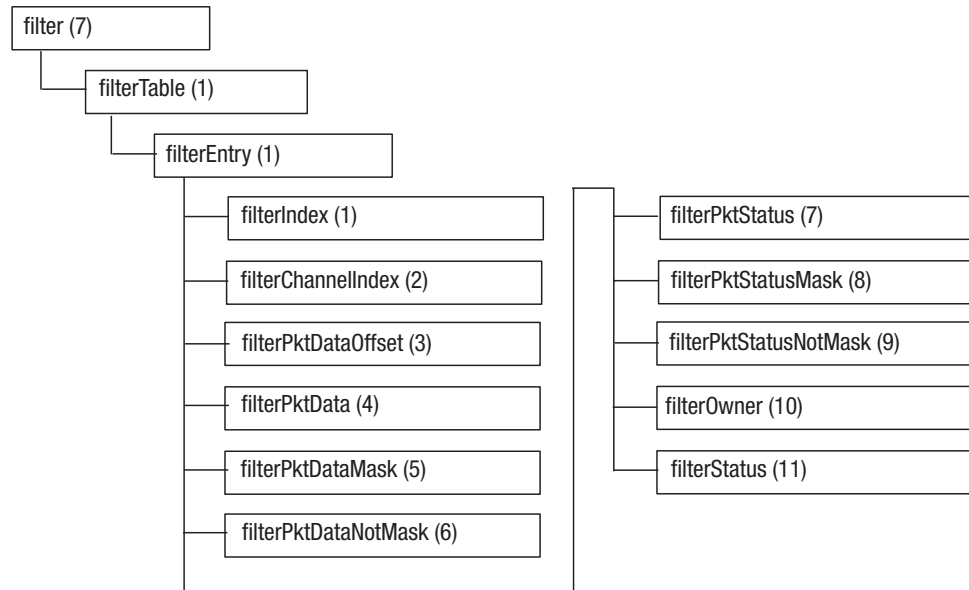 filter (7)
filterTable (1)
filterEntry (1)
filterIndex (1)
filterChannelIndex (2)
filterPktDataOffset (3)
filterPktData (4)
filterPktDataMask (5)
filterPktDataNotMask (6)
filterPktStatus (7)
filterPktStatusMask (8)
filterPktStatusNotMask (9)
filterOwner (10)
filterStatus (11)